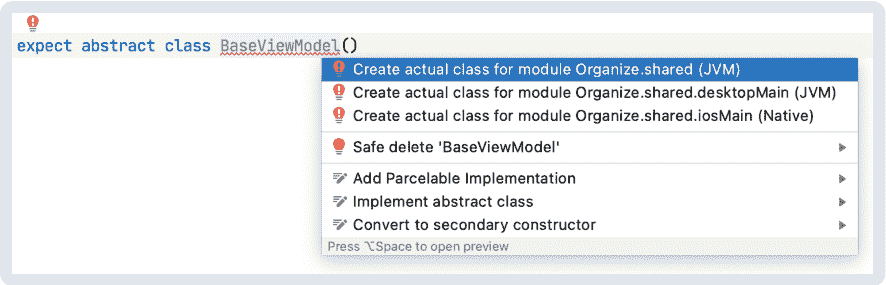 expect abstract class BaseViewModel()
Create actual class for module Organize.shared (JVM)
Create actual class for module Organize.shared.desktopMain (JVM)
Create actual class for module Organize.shared.iosMain (Native)
Safe delete 'BaseViewModel'
Add Parcelable Implementation
Implement abstract class
Convert to secondary constructor
Press ⌥Space to open preview